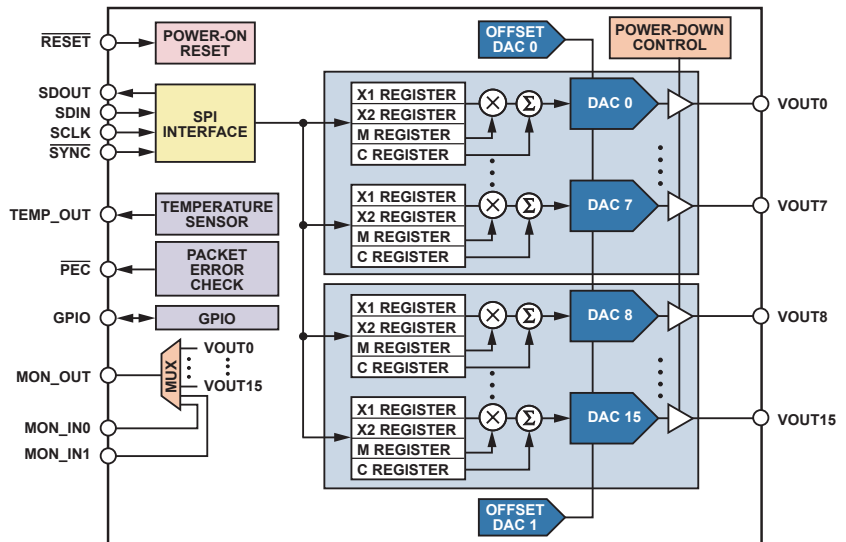 RESET
POWER-ON
RESET
SDOUT
SDIN
SCLK
SYNC
SPI
INTERFACE
TEMP_OUT
TEMPERATURE
SENSOR
PEC
PACKET
ERROR
CHECK
GPIO
GPIO
MON_OUT
MUX
VOUT0
VOUT15
MON_IN0
MON_IN1
OFFSET
DAC 0
POWER-DOWN
CONTROL
X1 REGISTER
X2 REGISTER
M REGISTER
C REGISTER
×
Σ
DAC 0
VOUT0
X1 REGISTER
X2 REGISTER
M REGISTER
C REGISTER
×
Σ
DAC 7
VOUT7
X1 REGISTER
X2 REGISTER
M REGISTER
C REGISTER
×
Σ
DAC 8
VOUT8
X1 REGISTER
X2 REGISTER
M REGISTER
C REGISTER
×
Σ
DAC 15
VOUT15
OFFSET
DAC 1